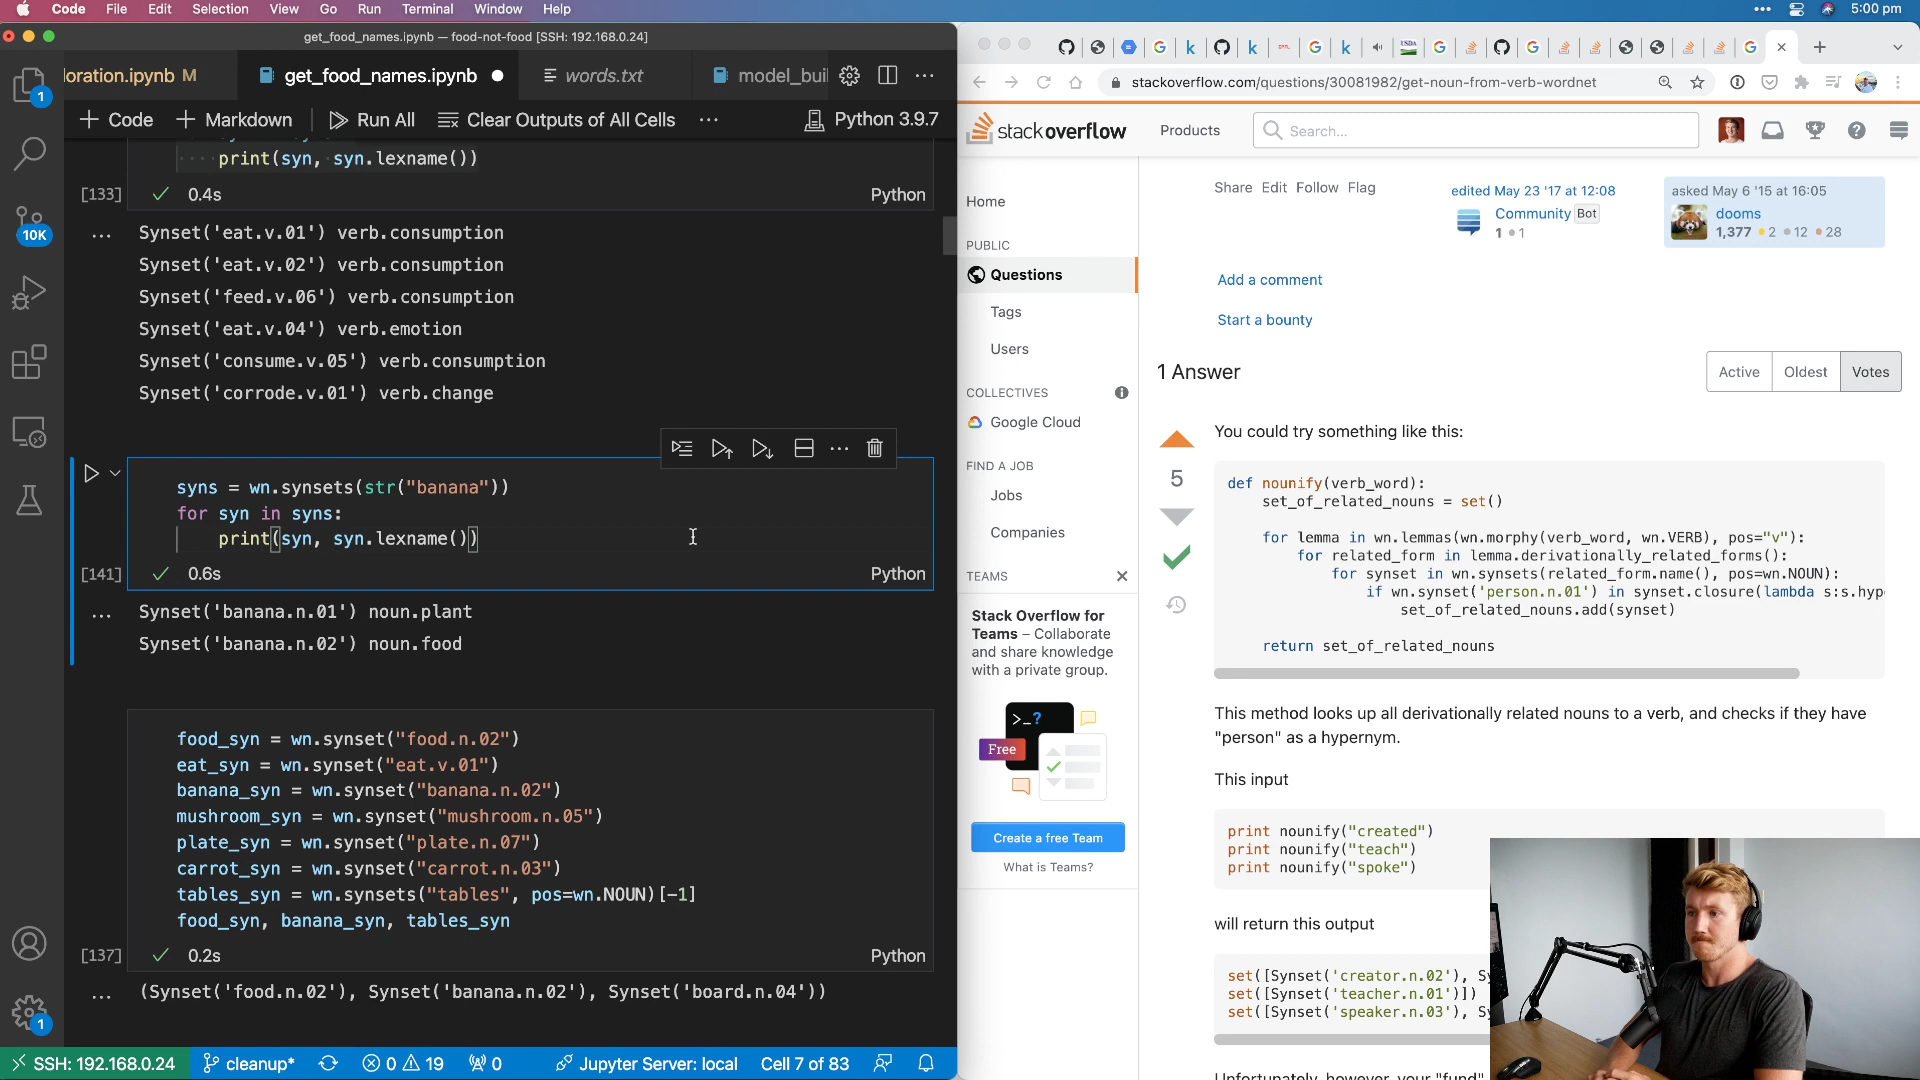 Code File Edit Selection View Go Run Terminal Window Help 5:00 pm
get_food_names.ipynb — food-not-food [SSH: 192.168.0.24]
loration.ipynb M get_food_names.ipynb words.txt model_buil
+ Code + Markdown Run All Clear Outputs of All Cells ... Python 3.9.7
print(syn, syn.lexname())
[133] 0.4s Python
... Synset('eat.v.01') verb.consumption
Synset('eat.v.02') verb.consumption
Synset('feed.v.06') verb.consumption
Synset('eat.v.04') verb.emotion
Synset('consume.v.05') verb.consumption
Synset('corrode.v.01') verb.change
syns = wn.synsets(str("banana"))
for syn in syns:
print(syn, syn.lexname())
[141] 0.6s Python
... Synset('banana.n.01') noun.plant
Synset('banana.n.02') noun.food
food_syn = wn.synset("food.n.02")
eat_syn = wn.synset("eat.v.01")
banana_syn = wn.synset("banana.n.02")
mushroom_syn = wn.synset("mushroom.n.05")
plate_syn = wn.synset("plate.n.07")
carrot_syn = wn.synset("carrot.n.03")
tables_syn = wn.synsets("tables", pos=wn.NOUN)[-1]
food_syn, banana_syn, tables_syn
[137] 0.2s Python
... (Synset('food.n.02'), Synset('banana.n.02'), Synset('board.n.04'))
1
10K
1
SSH: 192.168.0.24 cleanup* 0 19 0 Jupyter Server: local Cell 7 of 83
stackoverflow.com/questions/30081982/get-noun-from-verb-wordnet
stackoverflow Products Search...
Home
PUBLIC
Questions
Tags
Users
COLLECTIVES
Google Cloud
FIND A JOB
Jobs
Companies
TEAMS
Stack Overflow for
Teams – Collaborate
and share knowledge
with a private group.
>_?
Free
Create a free Team
What is Teams?
Share Edit Follow Flag
edited May 23 '17 at 12:08
Community Bot
1 1
asked May 6 '15 at 16:05
dooms
1,377 2 12 28
Add a comment
Start a bounty
1 Answer
Active Oldest Votes
5
You could try something like this:
def nounify(verb_word):
set_of_related_nouns = set()
for lemma in wn.lemmas(wn.morphy(verb_word, wn.VERB), pos="v"):
for related_form in lemma.derivationally_related_forms():
for synset in wn.synsets(related_form.name(), pos=wn.NOUN):
if wn.synset('person.n.01') in synset.closure(lambda s:s.hype
set_of_related_nouns.add(synset)
return set_of_related_nouns
This method looks up all derivationally related nouns to a verb, and checks if they have
"person" as a hypernym.
This input
print nounify("created")
print nounify("teach")
print nounify("spoke")
will return this output
set([Synset('creator.n.02'), Sy
set([Synset('teacher.n.01')])
set([Synset('speaker.n.03'), Sy
Unfortunately, however, your "fund"